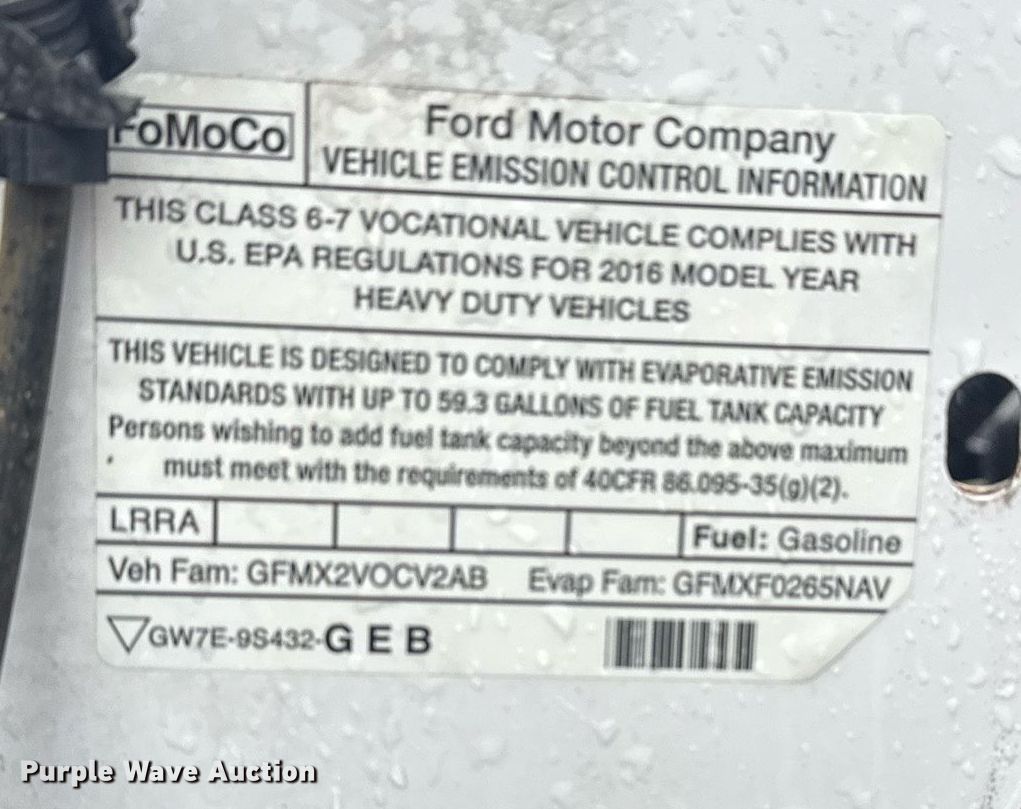 FoMoCo
Ford Motor Company
VEHICLE EMISSION CONTROL INFORMATION
THIS CLASS 6-7 VOCATIONAL VEHICLE COMPLIES WITH
U.S. EPA REGULATIONS FOR 2016 MODEL YEAR
HEAVY DUTY VEHICLES
THIS VEHICLE IS DESIGNED TO COMPLY WITH EVAPORATIVE EMISSION
STANDARDS WITH UP TO 59.3 GALLONS OF FUEL TANK CAPACITY
Persons wishing to add fuel tank capacity beyond the above maximum
must meet with the requirements of 40CFR 86.095-35(g)(2).
LRRA Fuel: Gasoline
Veh Fam: GFMX2VOCV2AB Evap Fam: GFMXF0265NAV
GW7E-9S432-GEB
Purple Wave Auction